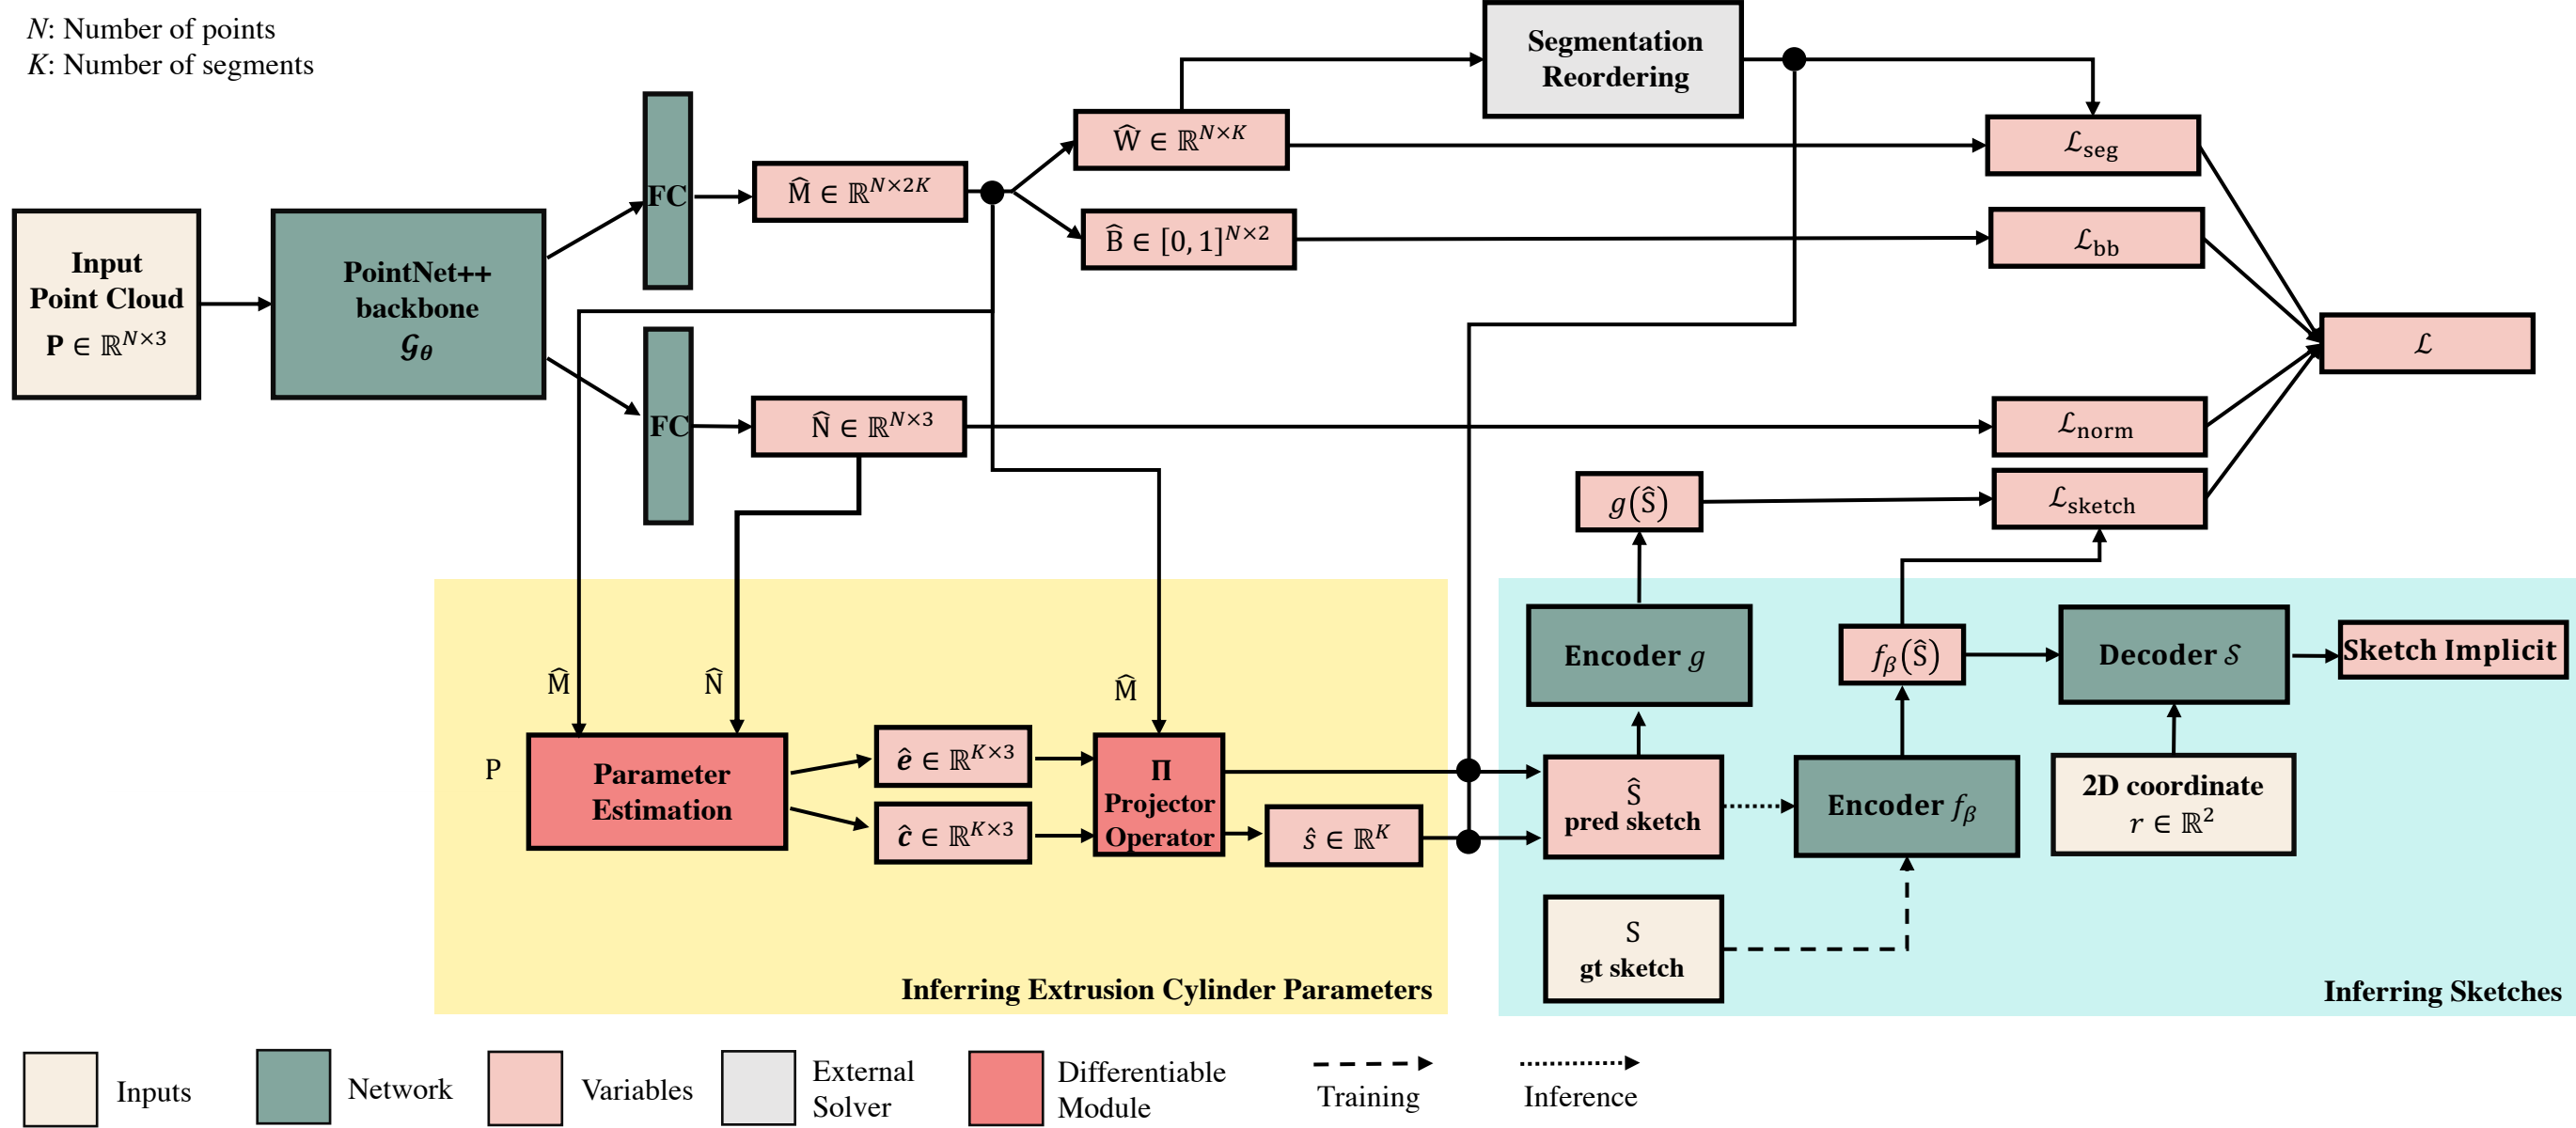 N: Number of points
K: Number of segments
Segmentation
Reordering
FC
M̂ ∈ ℝ^{N×2K}
Ŵ ∈ ℝ^{N×K}
B̂ ∈ [0, 1]^{N×2}
ℒ_seg
ℒ_bb
Input
Point Cloud
P ∈ ℝ^{N×3}
PointNet++
backbone
𝒢_θ
ℒ
FC
N̂ ∈ ℝ^{N×3}
ℒ_norm
g(Ŝ)
ℒ_sketch
M̂
N̂
M̂
P
Parameter
Estimation
ê ∈ ℝ^{K×3}
ĉ ∈ ℝ^{K×3}
Π
Projector
Operator
ŝ ∈ ℝ^K
Inferring Extrusion Cylinder Parameters
Encoder g
f_β(Ŝ)
Decoder 𝒮
Sketch Implicit
Ŝ
pred sketch
Encoder f_β
2D coordinate
r ∈ ℝ²
S
gt sketch
Inferring Sketches
Inputs
Network
Variables
External
Solver
Differentiable
Module
Training
Inference